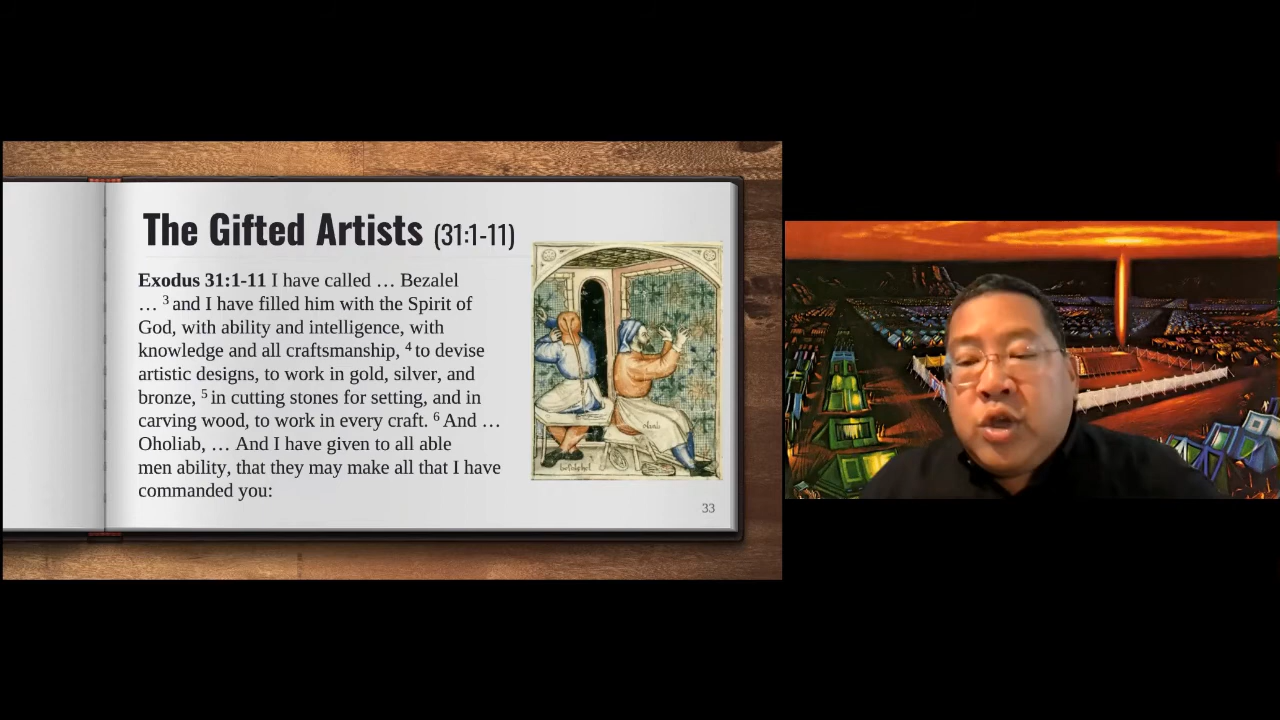 The Gifted Artists (31:1-11)
Exodus 31:1-11 I have called … Bezalel
… 3 and I have filled him with the Spirit of
God, with ability and intelligence, with
knowledge and all craftsmanship, 4 to devise
artistic designs, to work in gold, silver, and
bronze, 5 in cutting stones for setting, and in
carving wood, to work in every craft. 6 And …
Oholiab, … And I have given to all able
men ability, that they may make all that I have
commanded you:
33